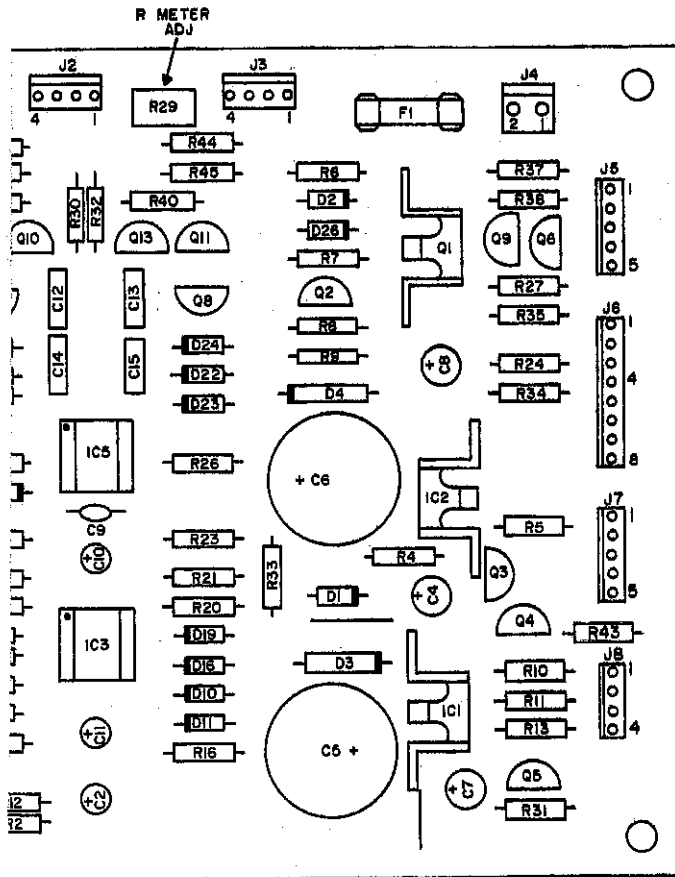 R METER
ADJ
J2
4 1
R29
J3
4 1
F1
J4
2 1
R44
R45
R40
R30
R32
R6
D2
D26
R7
Q1
R37
R38
Q9
Q6
J5
1
5
Q10
Q13
Q11
C12
C13
Q8
Q2
R27
R35
J6
1
4
8
C14
C15
D24
D22
D23
R8
R9
D4
C8
R24
R34
IC5
R26
+ C6
IC2
C9
+ C10
R23
R21
R20
R33
R4
R5
J7
1
5
Q3
D1
+ C4
Q4
R43
IC3
D19
D16
D10
D11
R16
D3
C5 +
IC1
R10
R11
R13
J8
1
4
+ C11
+ C2
+ C7
Q5
R31
R2